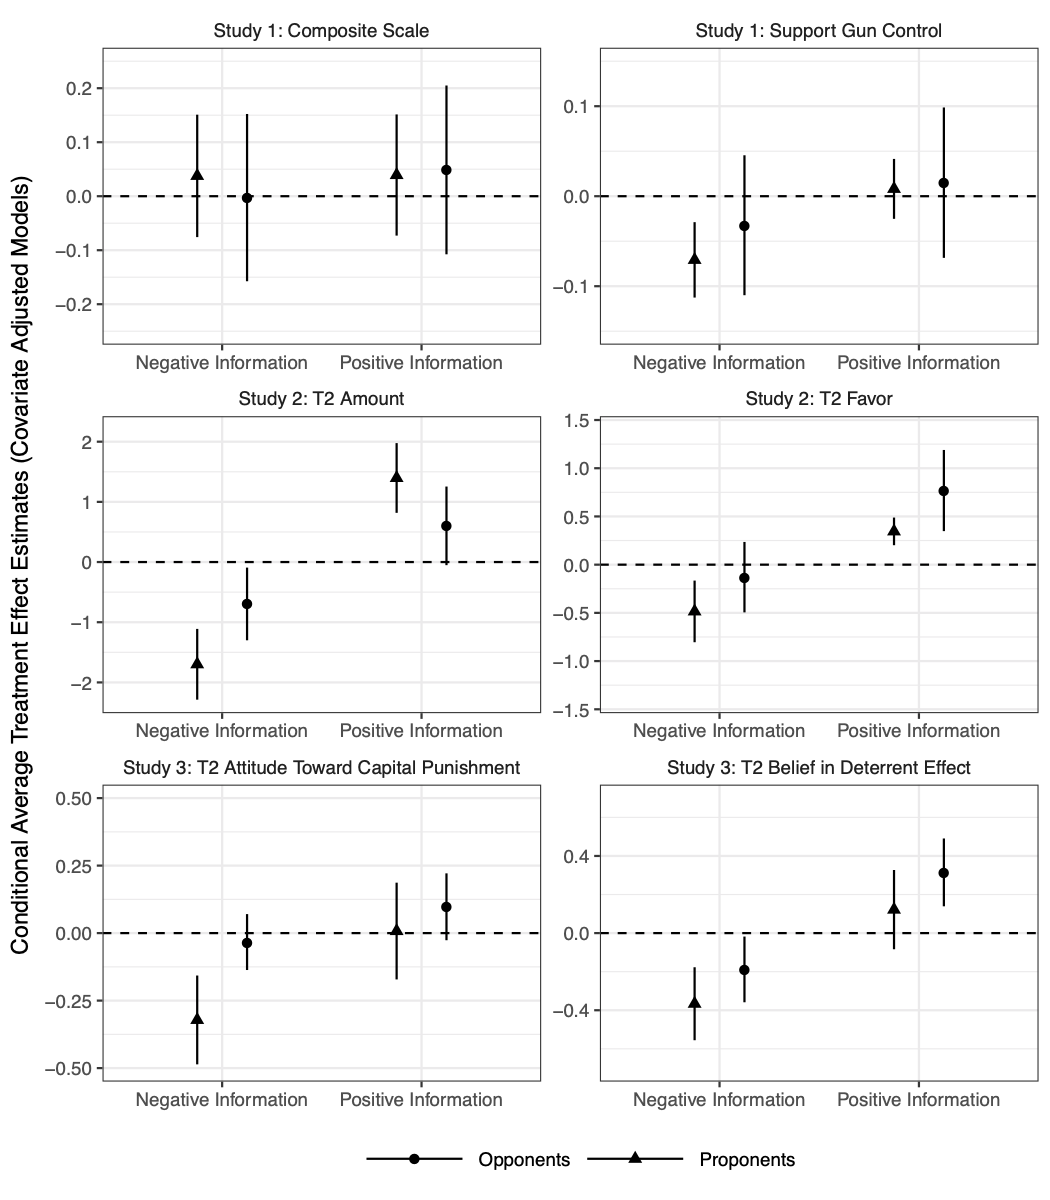 Conditional Average Treatment Effect Estimates (Covariate Adjusted Models)
Study 1: Composite Scale
0.2
0.1
0.0
−0.1
−0.2
Negative Information Positive Information
Study 1: Support Gun Control
0.1
0.0
−0.1
Negative Information Positive Information
Study 2: T2 Amount
2
1
0
−1
−2
Negative Information Positive Information
Study 2: T2 Favor
1.5
1.0
0.5
0.0
−0.5
−1.0
−1.5
Negative Information Positive Information
Study 3: T2 Attitude Toward Capital Punishment
0.50
0.25
0.00
−0.25
−0.50
Negative Information Positive Information
Study 3: T2 Belief in Deterrent Effect
0.4
0.0
−0.4
Negative Information Positive Information
Opponents Proponents